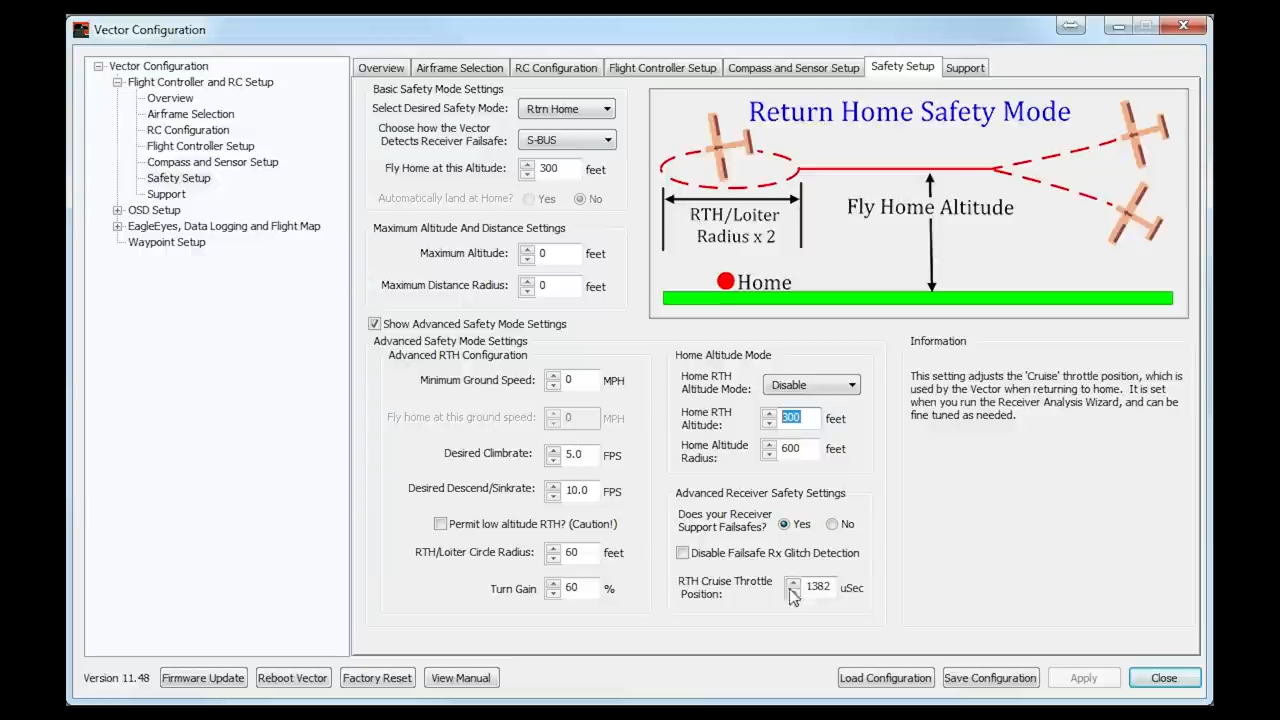 Vector Configuration
Vector Configuration
Flight Controller and RC Setup
Overview
Airframe Selection
RC Configuration
Flight Controller Setup
Compass and Sensor Setup
Safety Setup
Support
OSD Setup
EagleEyes, Data Logging and Flight Map
Waypoint Setup
Overview Airframe Selection RC Configuration Flight Controller Setup Compass and Sensor Setup Safety Setup Support
Basic Safety Mode Settings
Select Desired Safety Mode: Rtrn Home
Choose how the Vector
Detects Receiver Failsafe: S-BUS
Fly Home at this Altitude: 300 feet
Automatically land at Home? Yes No
Maximum Altitude And Distance Settings
Maximum Altitude: 0 feet
Maximum Distance Radius: 0 feet
Return Home Safety Mode
RTH/Loiter
Radius x 2
Fly Home Altitude
Home
Show Advanced Safety Mode Settings
Advanced Safety Mode Settings
Advanced RTH Configuration
Minimum Ground Speed: 0 MPH
Fly home at this ground speed: 0 MPH
Desired Climbrate: 5.0 FPS
Desired Descend/Sinkrate: 10.0 FPS
Permit low altitude RTH? (Caution!)
RTH/Loiter Circle Radius: 60 feet
Turn Gain 60 %
Home Altitude Mode
Home RTH
Altitude Mode: Disable
Home RTH
Altitude: 300 feet
Home Altitude
Radius: 600 feet
Advanced Receiver Safety Settings
Does your Receiver
Support Failsafes? Yes No
Disable Failsafe Rx Glitch Detection
RTH Cruise Throttle
Position: 1382 uSec
Information
This setting adjusts the 'Cruise' throttle position, which is
used by the Vector when returning to home. It is set
when you run the Receiver Analysis Wizard, and can be
fine tuned as needed.
Version 11.48 Firmware Update Reboot Vector Factory Reset View Manual Load Configuration Save Configuration Apply Close